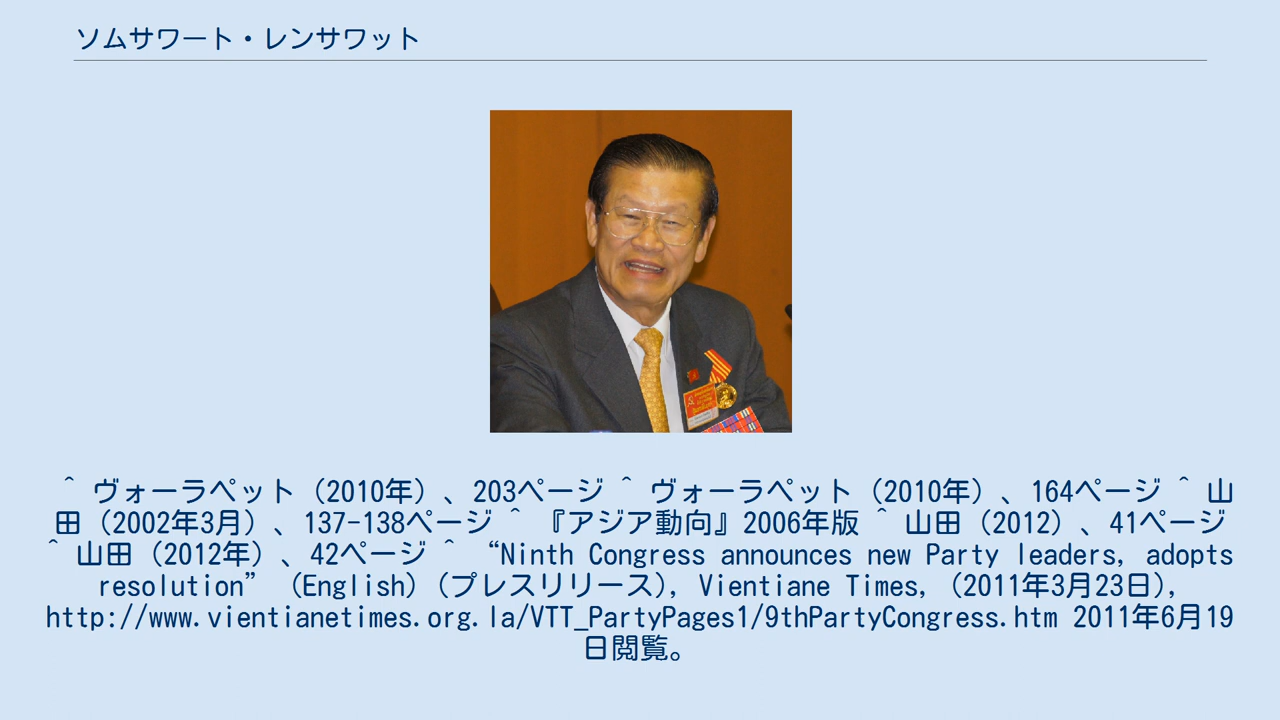 ソムサワート・レンサワット
^ ヴォーラペット（2010年）、203ページ ^ ヴォーラペット（2010年）、164ページ ^ 山
田（2002年3月）、137-138ページ ^ 『アジア動向』2006年版 ^ 山田（2012）、41ページ
^ 山田（2012年）、42ページ ^ “Ninth Congress announces new Party leaders, adopts
resolution” (English) (プレスリリース), Vientiane Times, (2011年3月23日),
http://www.vientianetimes.org.la/VTT_PartyPages1/9thPartyCongress.htm 2011年6月19
日閲覧。